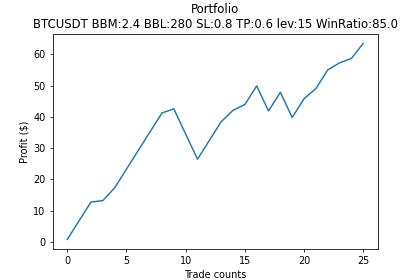 Portfolio
BTCUSDT BBM:2.4 BBL:280 SL:0.8 TP:0.6 lev:15 WinRatio:85.0
Profit ($)
60
50
40
30
20
10
0
0 5 10 15 20 25
Trade counts